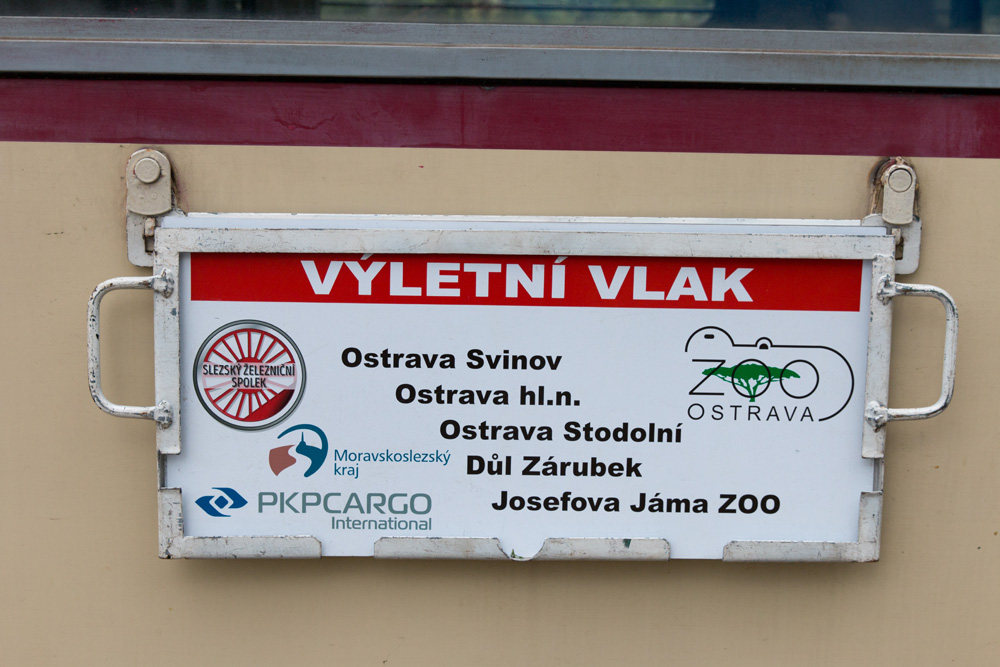 VÝLETNÍ VLAK
SLEZSKÝ ŽELEZNIČNÍ
SPOLEK
Ostrava Svinov
Ostrava hl.n.
Ostrava Stodolní
Důl Zárubek
Josefova Jáma ZOO
ZOO
OSTRAVA
Moravskoslezský
kraj
PKPCARGO
International